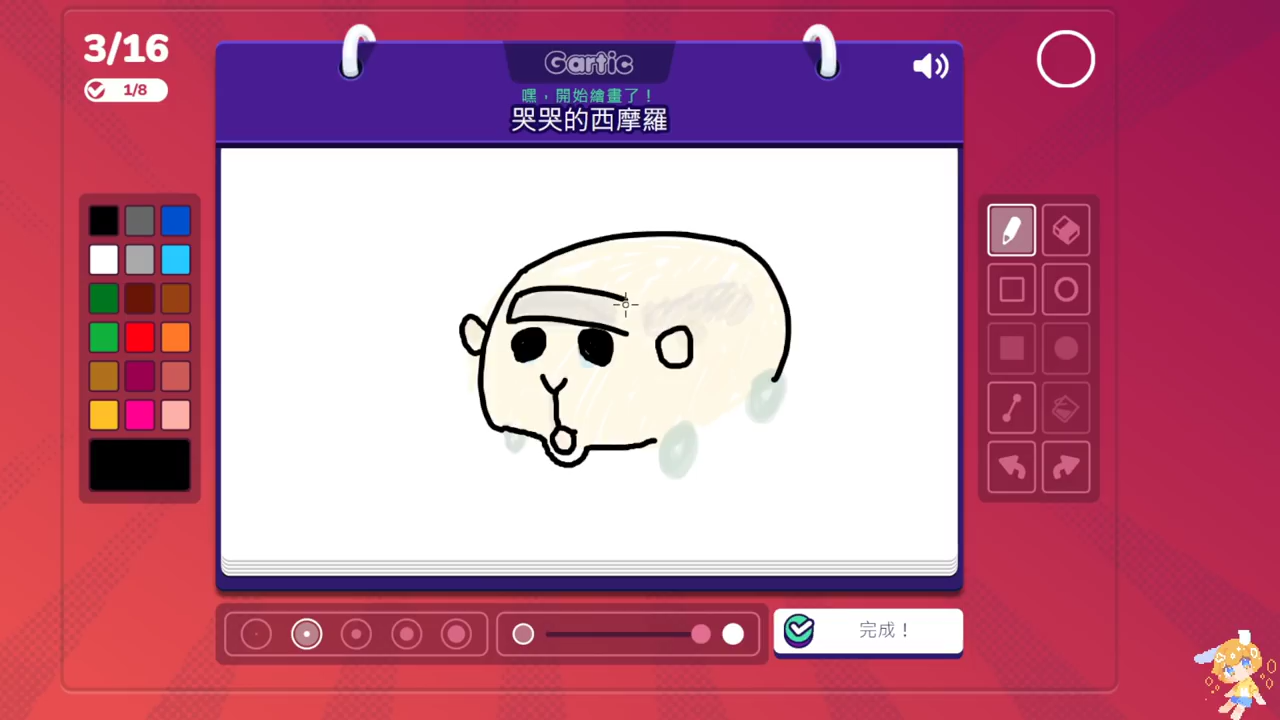 3/16
1/8
Gartic
嘿，開始繪畫了！
哭哭的西摩羅
完成！